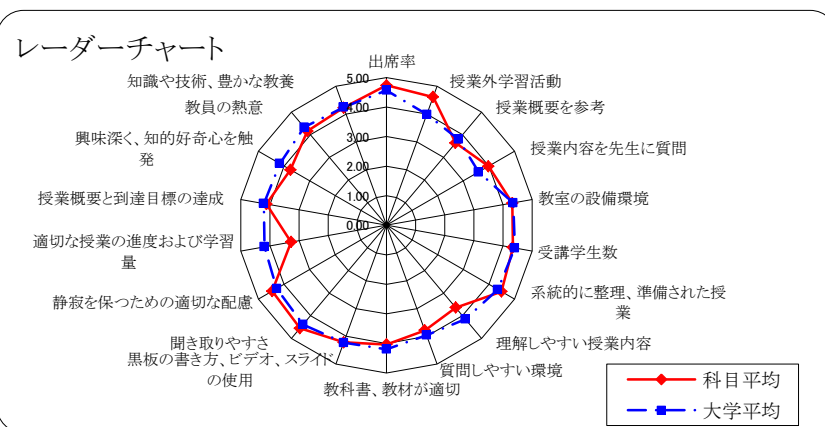 レーダーチャート
出席率
授業外学習活動
授業概要を参考
授業内容を先生に質問
教室の設備環境
受講学生数
系統的に整理、準備された授
業
理解しやすい授業内容
質問しやすい環境
教科書、教材が適切
黒板の書き方、ビデオ、スライド
の使用
聞き取りやすさ
静寂を保つための適切な配慮
適切な授業の進度および学習
量
授業概要と到達目標の達成
興味深く、知的好奇心を触
発
教員の熱意
知識や技術、豊かな教養
5.00
4.00
3.00
2.00
1.00
0.00
科目平均
大学平均